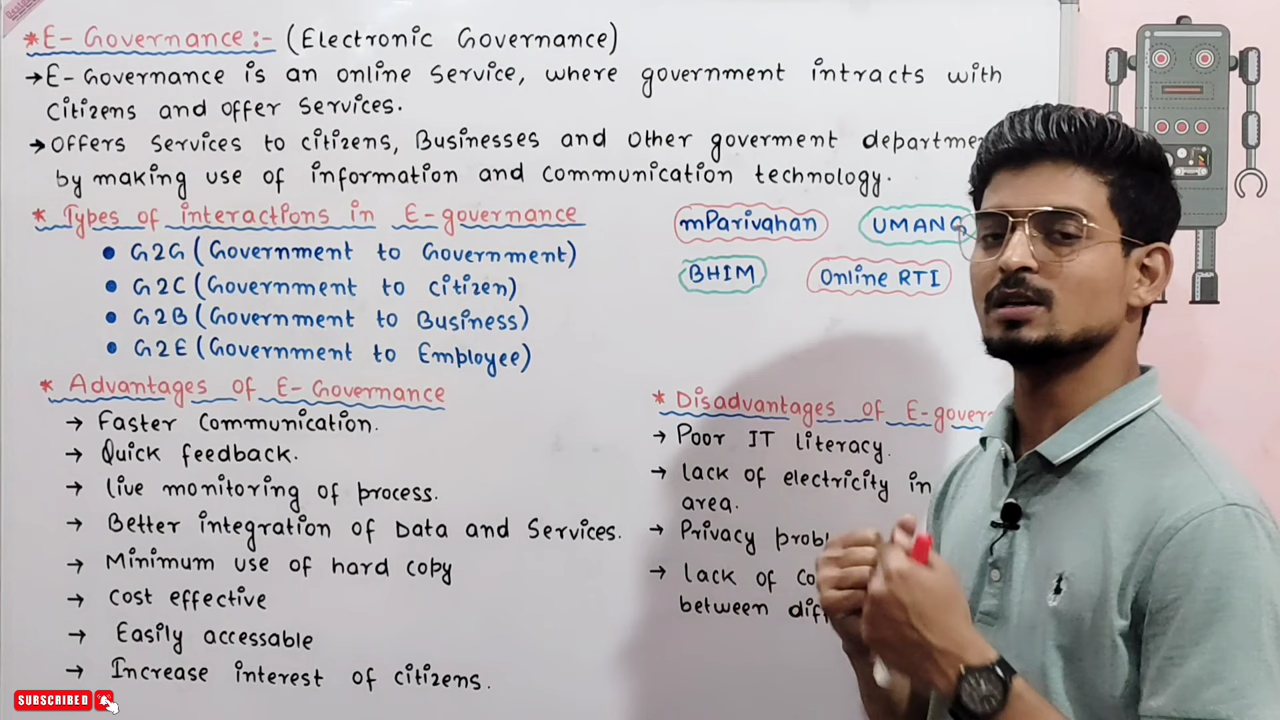 *E-Governance:- (Electronic Governance)
→E-Governance is an online service, where government intracts with
citizens and offer services.
→Offers services to citizens, Businesses and other goverment
by making use of information and communication technology.
* Types of interactions in E-governance
• G2G (Government to Government)
• G2C (Government to citizen)
• G2B (Government to Business)
• G2E (Government to Employee)
mParivahan UMANG
BHIM Online RTI
* Advantages of E-Governance
→ Faster Communication.
→ Quick feedback.
→ live monitoring of process.
→ Better integration of Data and Services.
→ Minimum use of hard copy
→ cost effective
→ Easily accessable
→ Increase interest of citizens.
* Disadvantages of
→ Poor IT literacy.
→ lack of electricity in
area.
→ Privacy
→ lack of
between
SUBSCRIBED